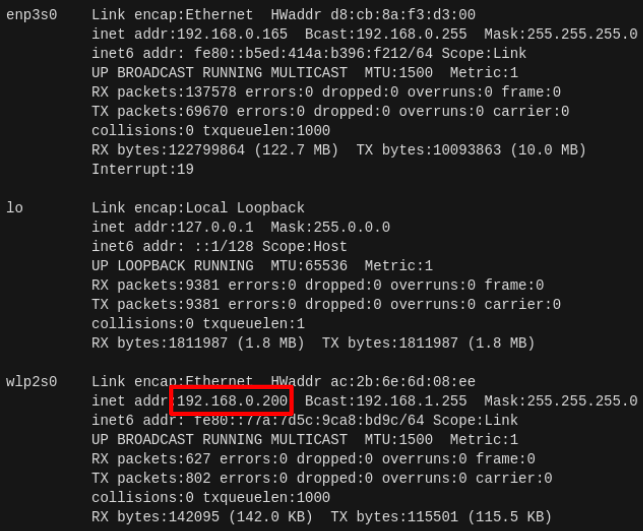 enp3s0    Link encap:Ethernet  HWaddr d8:cb:8a:f3:d3:00
          inet addr:192.168.0.165  Bcast:192.168.0.255  Mask:255.255.255.0
          inet6 addr: fe80::b5ed:414a:b396:f212/64 Scope:Link
          UP BROADCAST RUNNING MULTICAST  MTU:1500  Metric:1
          RX packets:137578 errors:0 dropped:0 overruns:0 frame:0
          TX packets:69670 errors:0 dropped:0 overruns:0 carrier:0
          collisions:0 txqueuelen:1000
          RX bytes:122799864 (122.7 MB)  TX bytes:10093863 (10.0 MB)
          Interrupt:19

lo        Link encap:Local Loopback
          inet addr:127.0.0.1  Mask:255.0.0.0
          inet6 addr: ::1/128 Scope:Host
          UP LOOPBACK RUNNING  MTU:65536  Metric:1
          RX packets:9381 errors:0 dropped:0 overruns:0 frame:0
          TX packets:9381 errors:0 dropped:0 overruns:0 carrier:0
          collisions:0 txqueuelen:1
          RX bytes:1811987 (1.8 MB)  TX bytes:1811987 (1.8 MB)

wlp2s0    Link encap:Ethernet  HWaddr ac:2b:6e:6d:08:ee
          inet addr:192.168.0.200  Bcast:192.168.1.255  Mask:255.255.255.0
          inet6 addr: fe80::77a:7d5c:9ca8:bd9c/64 Scope:Link
          UP BROADCAST RUNNING MULTICAST  MTU:1500  Metric:1
          RX packets:627 errors:0 dropped:0 overruns:0 frame:0
          TX packets:802 errors:0 dropped:0 overruns:0 carrier:0
          collisions:0 txqueuelen:1000
          RX bytes:142095 (142.0 KB)  TX bytes:115501 (115.5 KB)